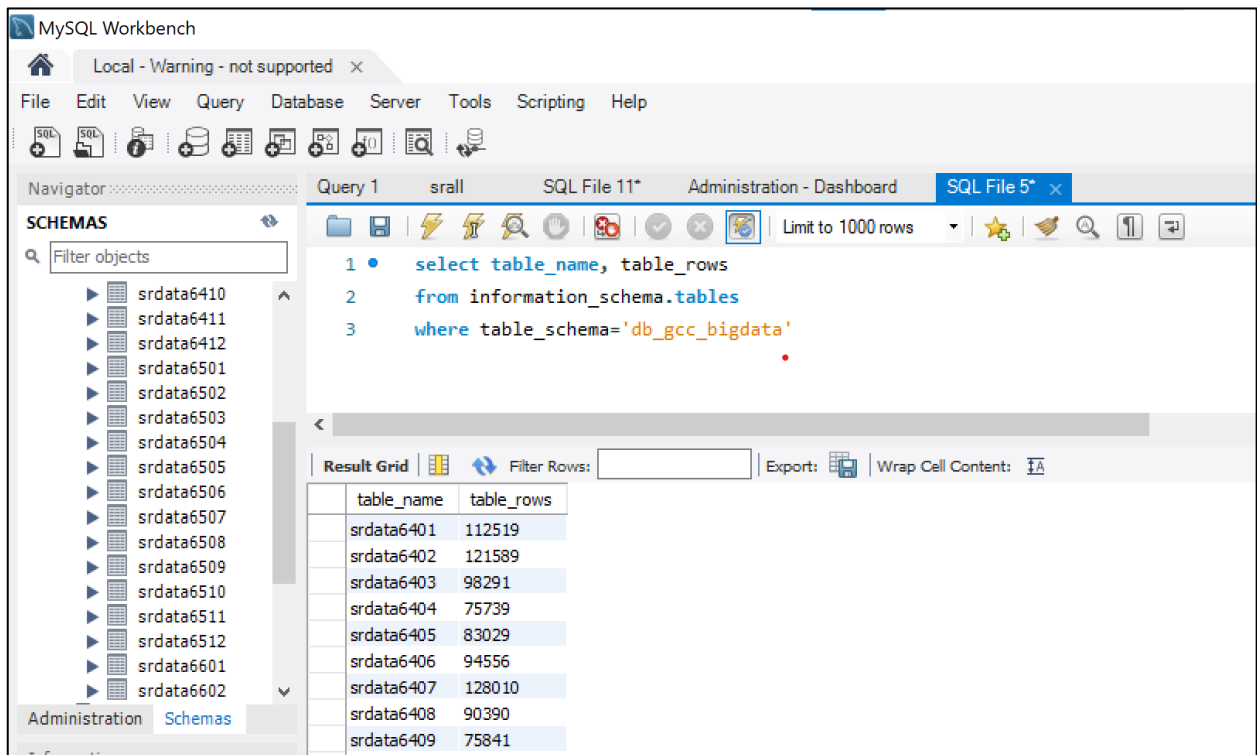 MySQL Workbench
Local - Warning - not supported ×
File Edit View Query Database Server Tools Scripting Help
SQL SQL
Navigator
SCHEMAS
Filter objects
srdata6410
srdata6411
srdata6412
srdata6501
srdata6502
srdata6503
srdata6504
srdata6505
srdata6506
srdata6507
srdata6508
srdata6509
srdata6510
srdata6511
srdata6512
srdata6601
srdata6602
Administration Schemas
Query 1 srall SQL File 11* Administration - Dashboard SQL File 5* ×
Limit to 1000 rows
1 select table_name, table_rows
2 from information_schema.tables
3 where table_schema='db_gcc_bigdata'
Result Grid Filter Rows: Export: Wrap Cell Content:
table_name table_rows
srdata6401 112519
srdata6402 121589
srdata6403 98291
srdata6404 75739
srdata6405 83029
srdata6406 94556
srdata6407 128010
srdata6408 90390
srdata6409 75841